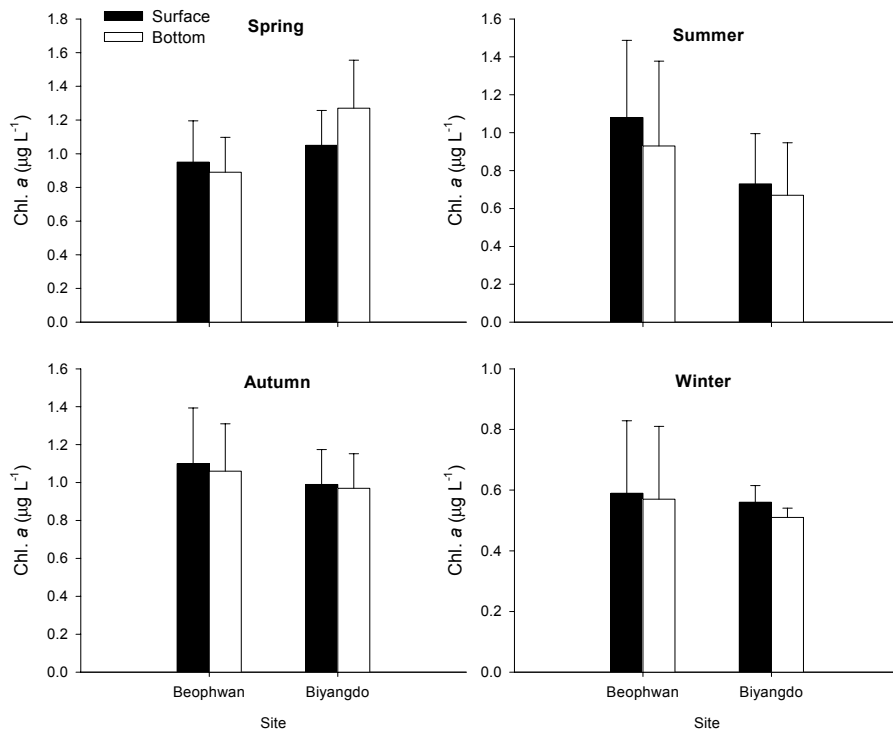 Surface
Bottom
Spring
Chl. a (µg L⁻¹)
1.8
1.6
1.4
1.2
1.0
0.8
0.6
0.4
0.2
0.0
Summer
Chl. a (µg L⁻¹)
1.6
1.4
1.2
1.0
0.8
0.6
0.4
0.2
0.0
Autumn
Chl. a (µg L⁻¹)
1.6
1.4
1.2
1.0
0.8
0.6
0.4
0.2
0.0
Beophwan Biyangdo
Site
Winter
Chl. a (µg L⁻¹)
1.0
0.8
0.6
0.4
0.2
0.0
Beophwan Biyangdo
Site